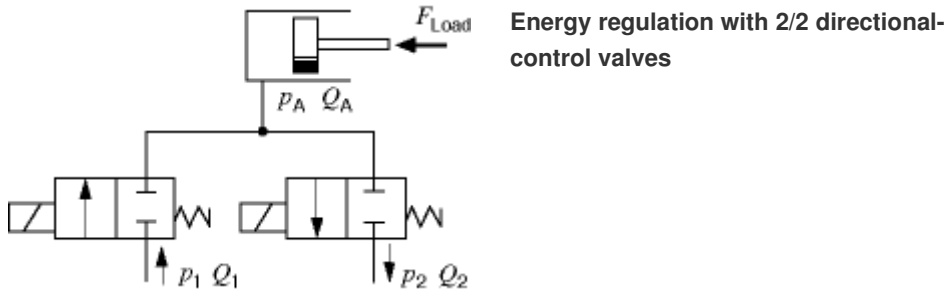 F_Load
Energy regulation with 2/2 directional-
control valves
p_A Q_A
p_1 Q_1
p_2 Q_2